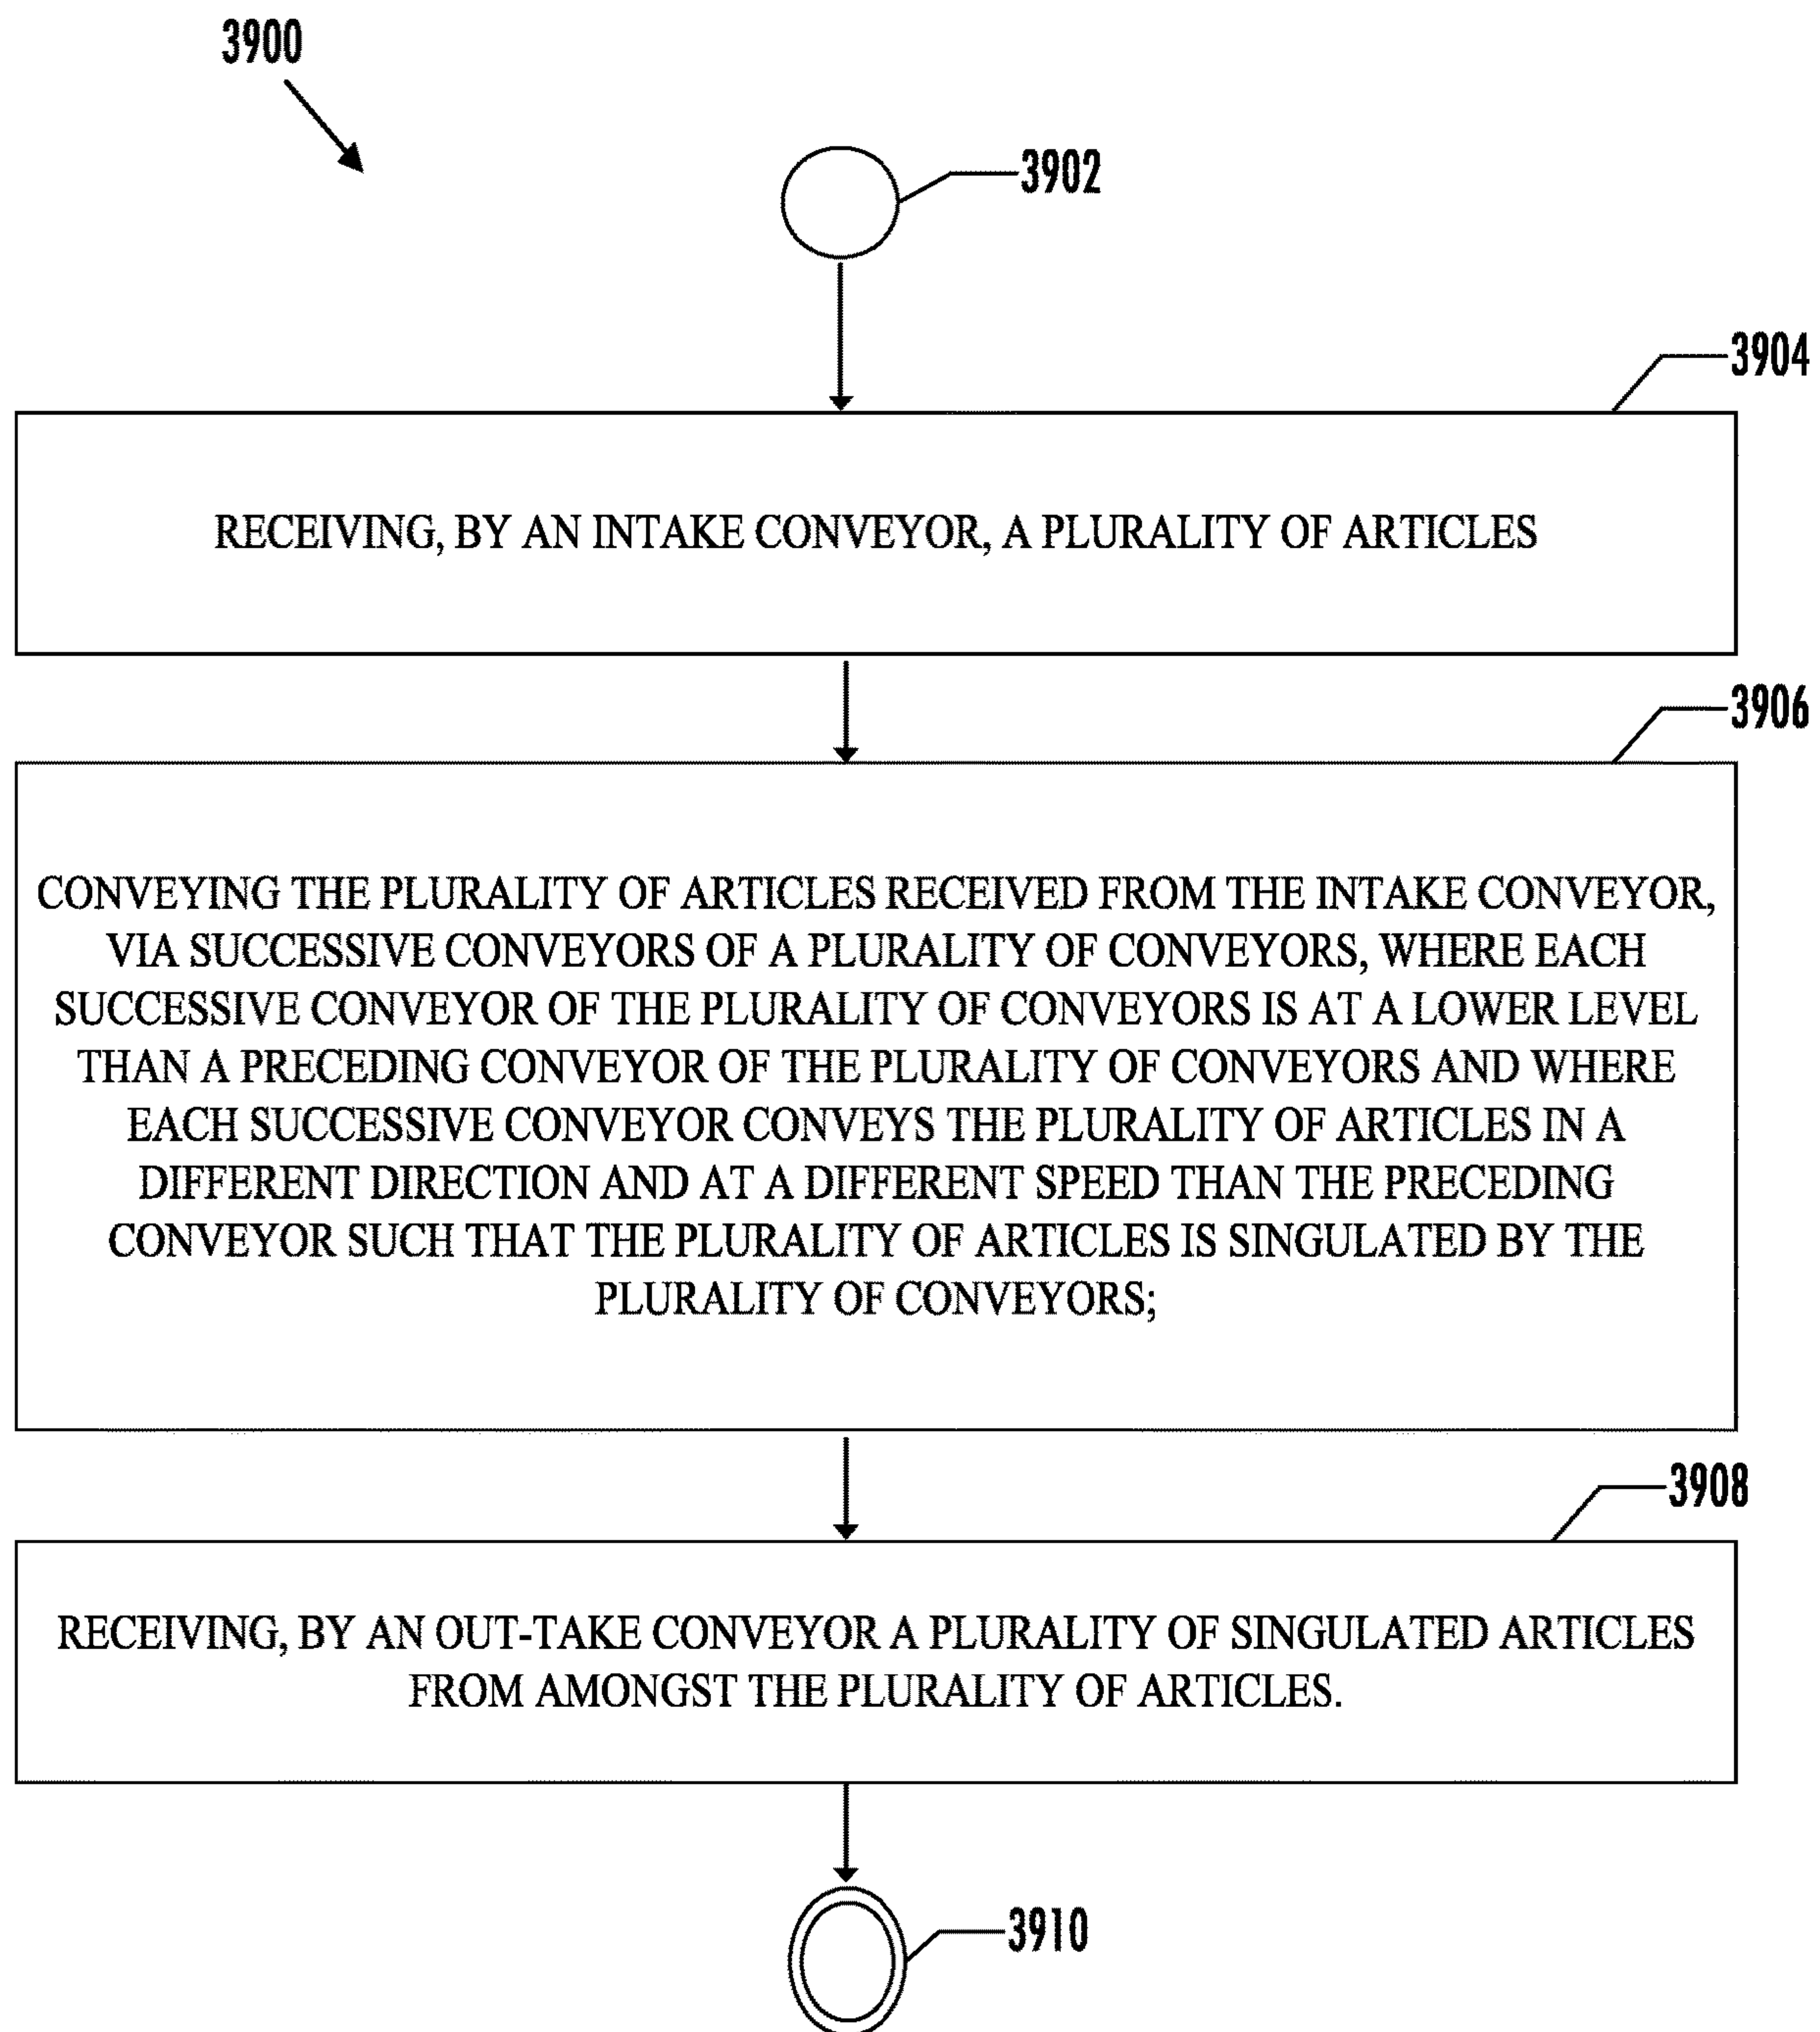 3900
3902
3904
RECEIVING, BY AN INTAKE CONVEYOR, A PLURALITY OF ARTICLES
3906
CONVEYING THE PLURALITY OF ARTICLES RECEIVED FROM THE INTAKE CONVEYOR,
VIA SUCCESSIVE CONVEYORS OF A PLURALITY OF CONVEYORS, WHERE EACH
SUCCESSIVE CONVEYOR OF THE PLURALITY OF CONVEYORS IS AT A LOWER LEVEL
THAN A PRECEDING CONVEYOR OF THE PLURALITY OF CONVEYORS AND WHERE
EACH SUCCESSIVE CONVEYOR CONVEYS THE PLURALITY OF ARTICLES IN A
DIFFERENT DIRECTION AND AT A DIFFERENT SPEED THAN THE PRECEDING
CONVEYOR SUCH THAT THE PLURALITY OF ARTICLES IS SINGULATED BY THE
PLURALITY OF CONVEYORS;
3908
RECEIVING, BY AN OUT-TAKE CONVEYOR A PLURALITY OF SINGULATED ARTICLES
FROM AMONGST THE PLURALITY OF ARTICLES.
3910